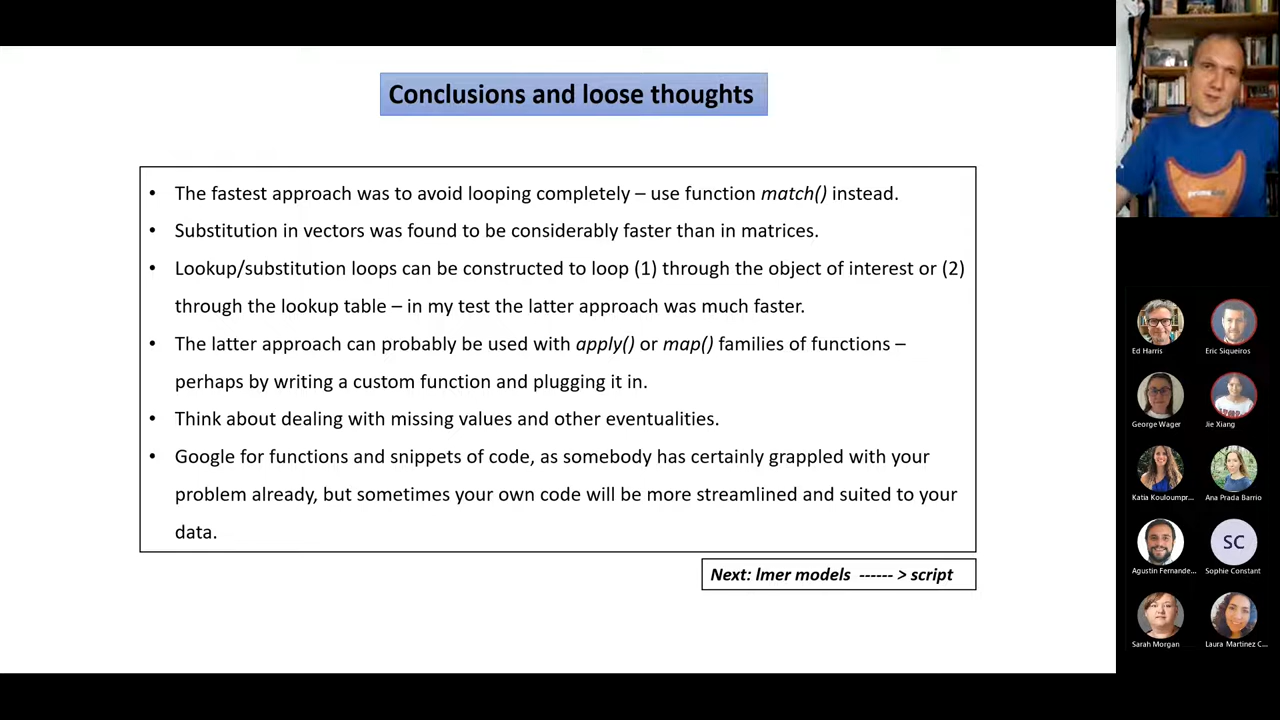 Conclusions and loose thoughts
• The fastest approach was to avoid looping completely – use function match() instead.
• Substitution in vectors was found to be considerably faster than in matrices.
• Lookup/substitution loops can be constructed to loop (1) through the object of interest or (2)
through the lookup table – in my test the latter approach was much faster.
• The latter approach can probably be used with apply() or map() families of functions –
perhaps by writing a custom function and plugging it in.
• Think about dealing with missing values and other eventualities.
• Google for functions and snippets of code, as somebody has certainly grappled with your
problem already, but sometimes your own code will be more streamlined and suited to your
data.
Next: lmer models ------ > script
Ed Harris
Eric Siqueiros
George Wager
Jie Xiang
Katia Kouloumpr...
Ana Prada Barrio
SC
Agustin Fernande...
Sophie Constant
Sarah Morgan
Laura Martinez C...